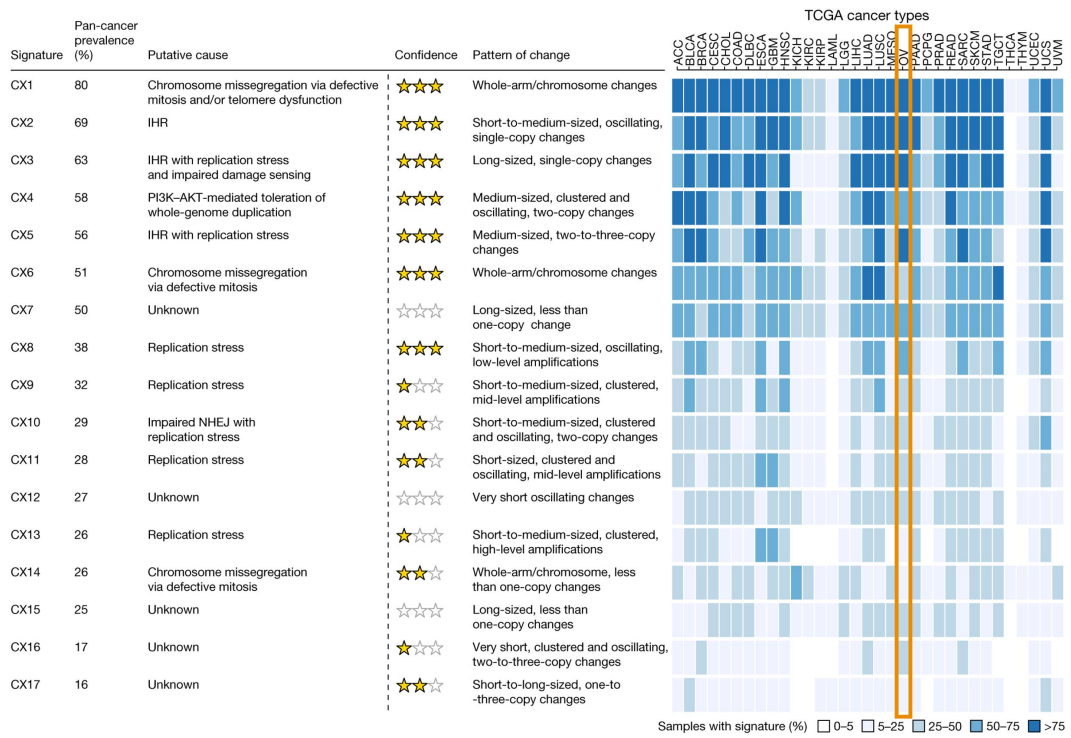 TCGA cancer types
Pan-cancer
prevalence
Signature (%) Putative cause Confidence Pattern of change
ACC BLCA BRCA CESC CHOL COAD DLBC ESCA GBM HNSC KICH KIRC KIRP LAML LGG LIHC LUAD LUSC MESO OV PAAD PCPG PRAD READ SARC SKCM STAD TGCT THCA THYM UCEC UCS UVM
CX1 80 Chromosome missegregation via defective Whole-arm/chromosome changes
mitosis and/or telomere dysfunction
CX2 69 IHR Short-to-medium-sized, oscillating,
single-copy changes
CX3 63 IHR with replication stress Long-sized, single-copy changes
and impaired damage sensing
CX4 58 PI3K–AKT-mediated toleration of Medium-sized, clustered and
whole-genome duplication oscillating, two-copy changes
CX5 56 IHR with replication stress Medium-sized, two-to-three-copy
changes
CX6 51 Chromosome missegregation Whole-arm/chromosome changes
via defective mitosis
CX7 50 Unknown Long-sized, less than
one-copy change
CX8 38 Replication stress Short-to-medium-sized, oscillating,
low-level amplifications
CX9 32 Replication stress Short-to-medium-sized, clustered,
mid-level amplifications
CX10 29 Impaired NHEJ with Short-to-medium-sized, clustered
replication stress and oscillating, two-copy changes
CX11 28 Replication stress Short-sized, clustered and
oscillating, mid-level amplifications
CX12 27 Unknown Very short oscillating changes
CX13 26 Replication stress Short-to-medium-sized, clustered,
high-level amplifications
CX14 26 Chromosome missegregation Whole-arm/chromosome, less
via defective mitosis than one-copy changes
CX15 25 Unknown Long-sized, less than
one-copy changes
CX16 17 Unknown Very short, clustered and oscillating,
two-to-three-copy changes
CX17 16 Unknown Short-to-long-sized, one-to
-three-copy changes
Samples with signature (%) 0–5 5–25 25–50 50–75 >75